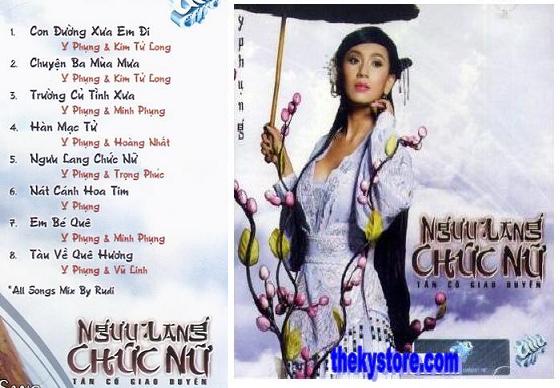 1. Con Đường Xưa Em Đi
Y Phụng & Kim Tử Long
2. Chuyện Ba Mùa Mưa
Y Phụng & Kim Tử Long
3. Trường Cũ Tình Xưa
Y Phụng & Minh Phụng
4. Hàn Mạc Tử
Y Phụng & Hoàng Nhất
5. Ngưu Lang Chức Nữ
Y Phụng & Trọng Phúc
6. Nát Cánh Hoa Tim
Y Phụng
7. Em Bé Quê
Y Phụng & Minh Phụng
8. Tàu Về Quê Hương
Y Phụng & Vũ Linh
*All Songs Mix By Rudi
NGƯU LANG
CHỨC NỮ
TÂN CỔ GIAO DUYÊN
y phụng
NGƯU LANG
CHỨC NỮ
TÂN CỔ GIAO DUYÊN
thekystore.com